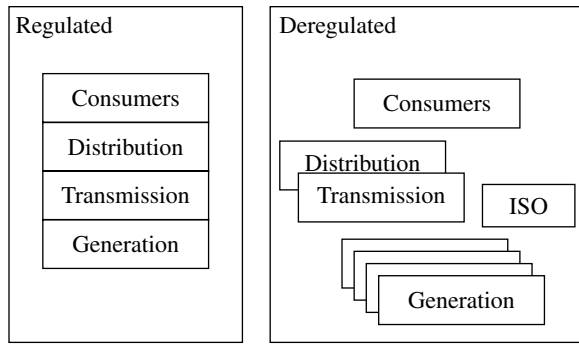 Regulated
Consumers
Distribution
Transmission
Generation
Deregulated
Consumers
Distribution
Transmission
ISO
Generation